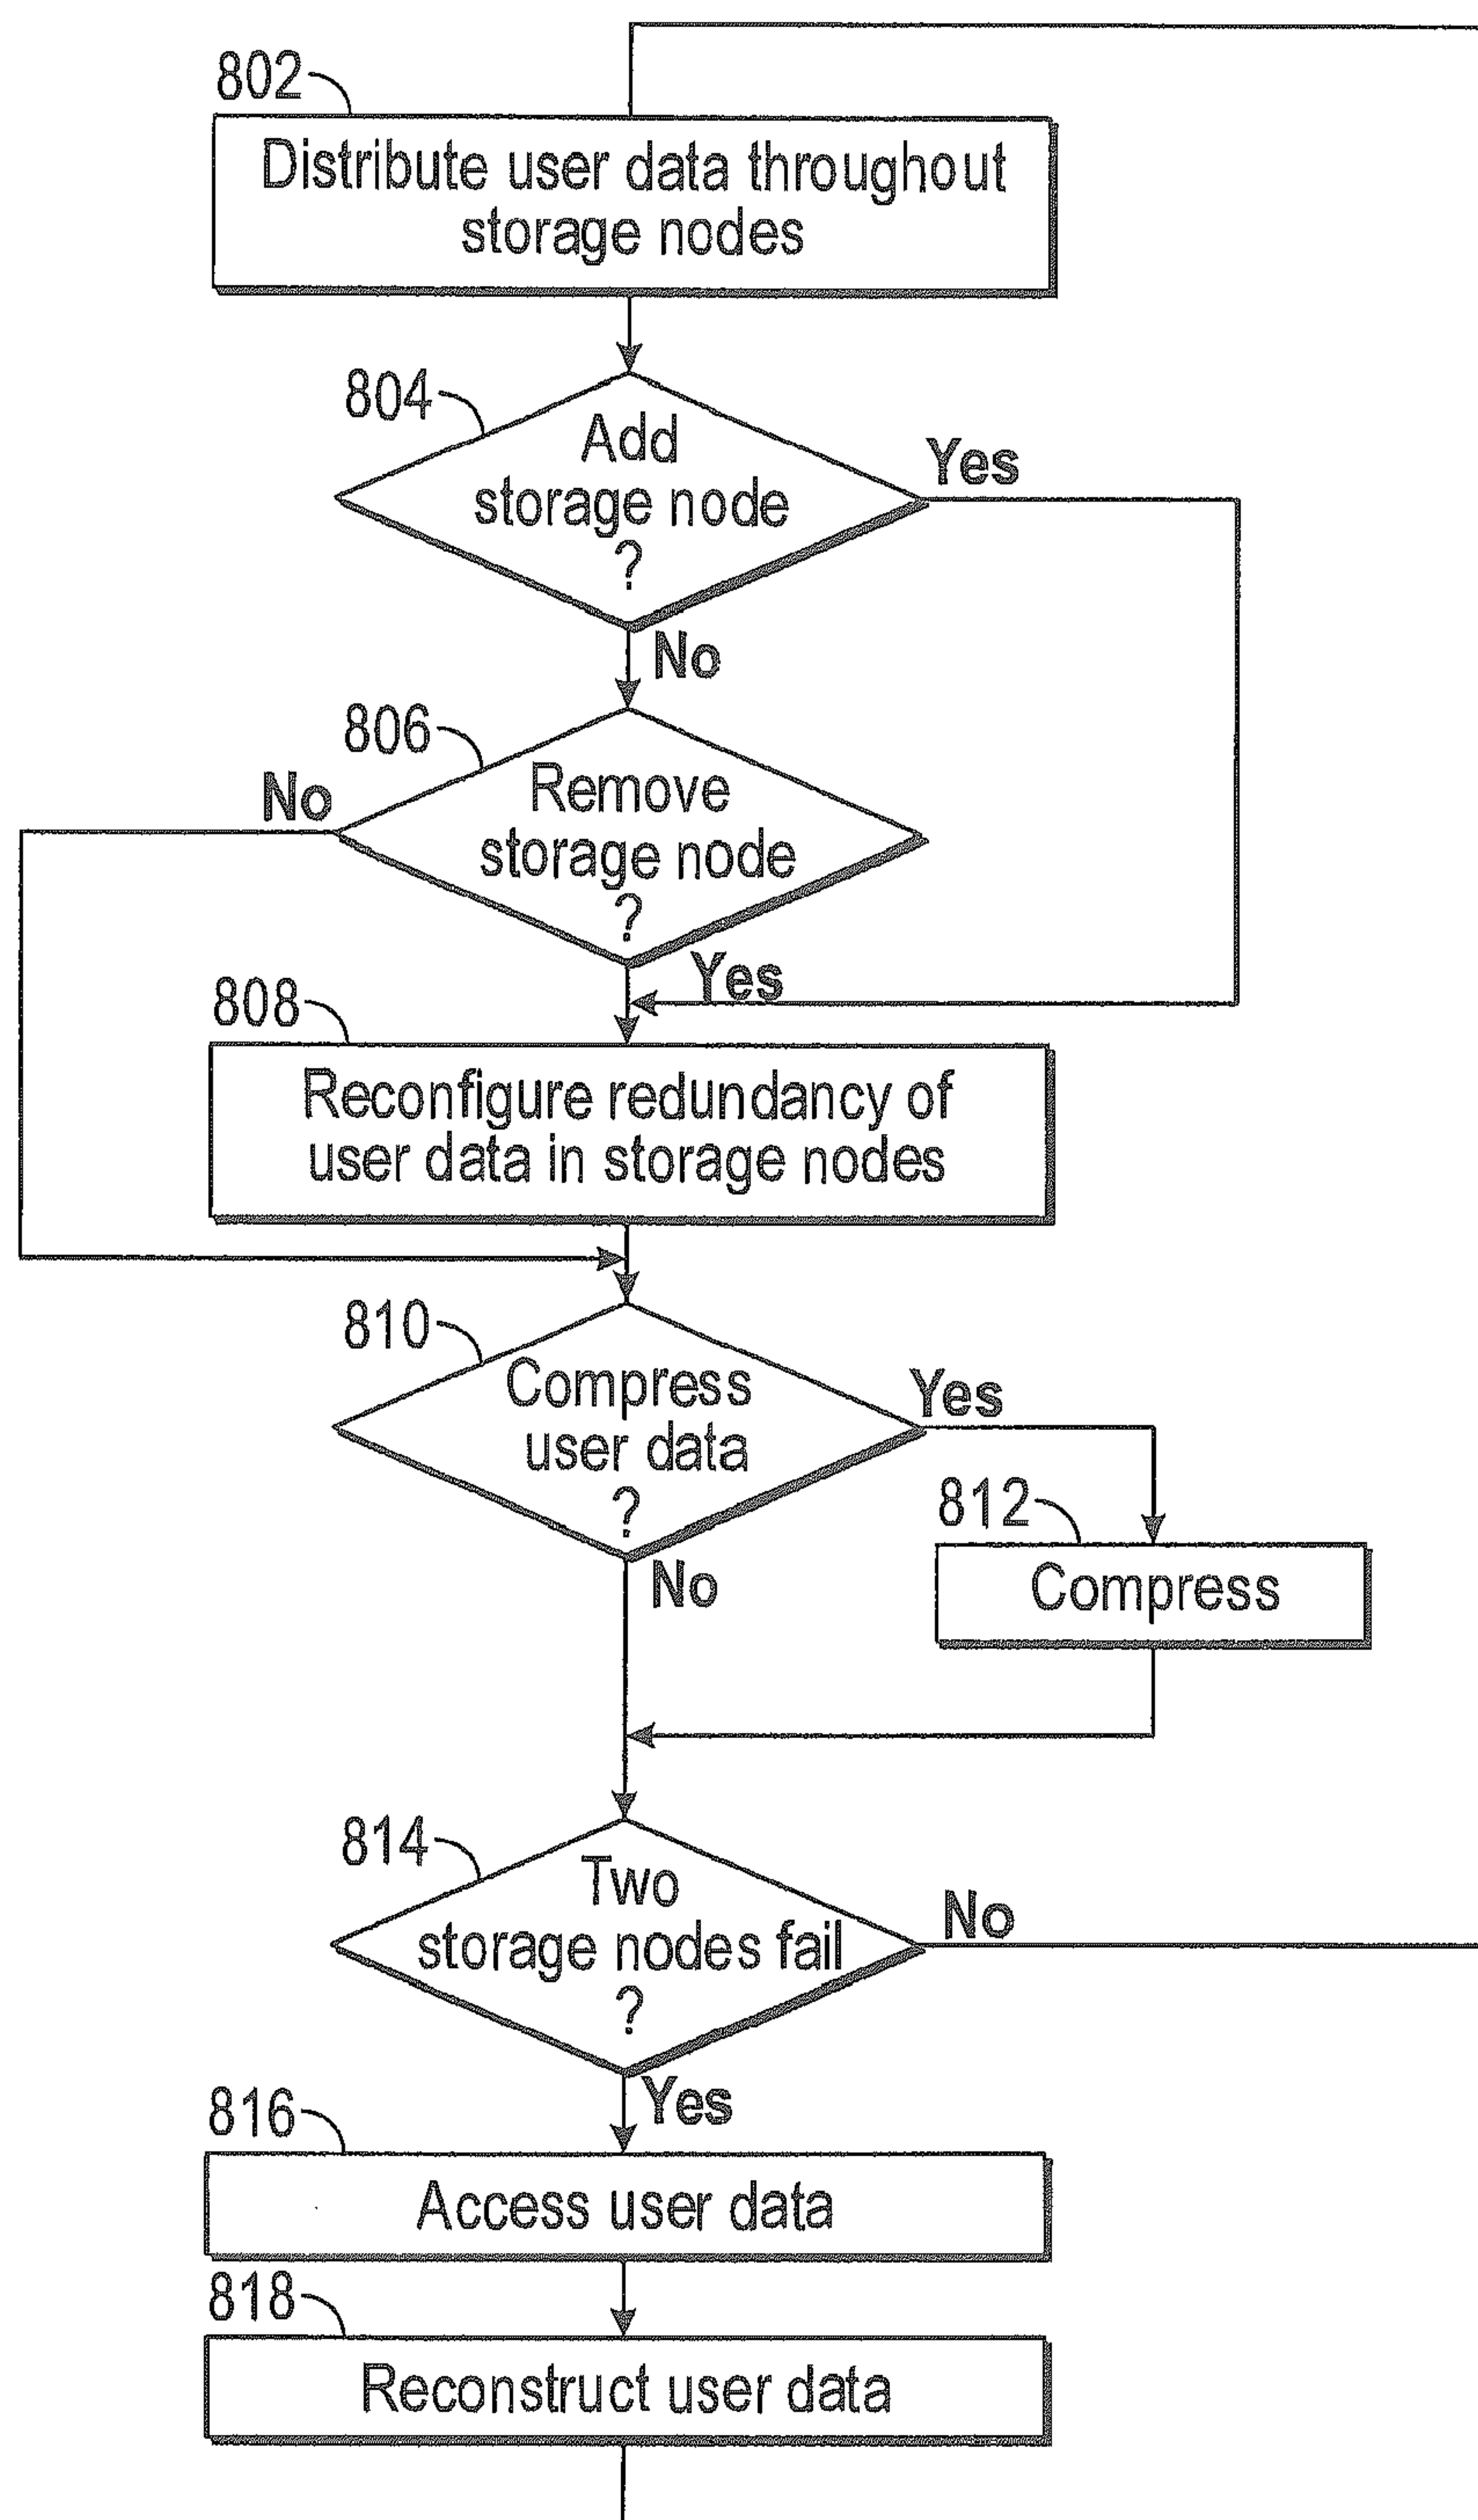 802
Distribute user data throughout
storage nodes
804
Add
storage node
?
Yes
No
806
Remove
storage node
?
No
Yes
808
Reconfigure redundancy of
user data in storage nodes
810
Compress
user data
?
Yes
No
812
Compress
814
Two
storage nodes fail
?
No
Yes
816
Access user data
818
Reconstruct user data